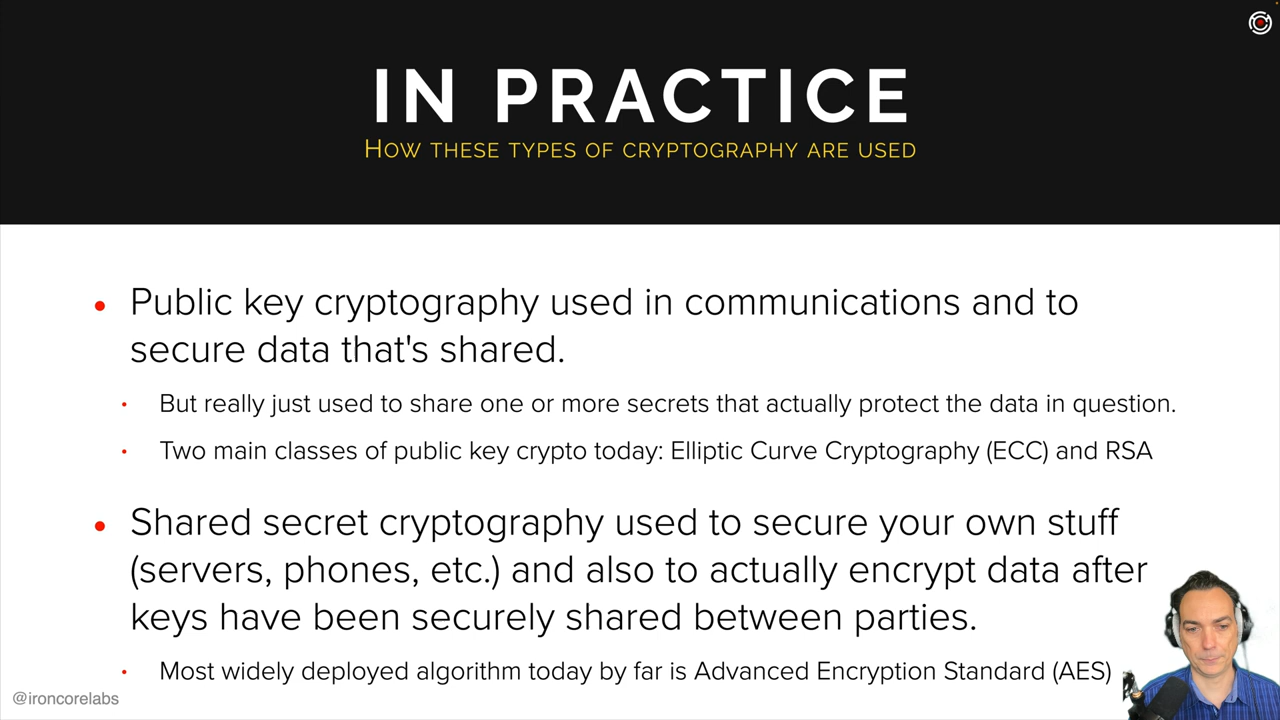 IN PRACTICE
HOW THESE TYPES OF CRYPTOGRAPHY ARE USED
• Public key cryptography used in communications and to
secure data that's shared.
• But really just used to share one or more secrets that actually protect the data in question.
• Two main classes of public key crypto today: Elliptic Curve Cryptography (ECC) and RSA
• Shared secret cryptography used to secure your own stuff
(servers, phones, etc.) and also to actually encrypt data after
keys have been securely shared between parties.
• Most widely deployed algorithm today by far is Advanced Encryption Standard (AES)
@ironcorelabs